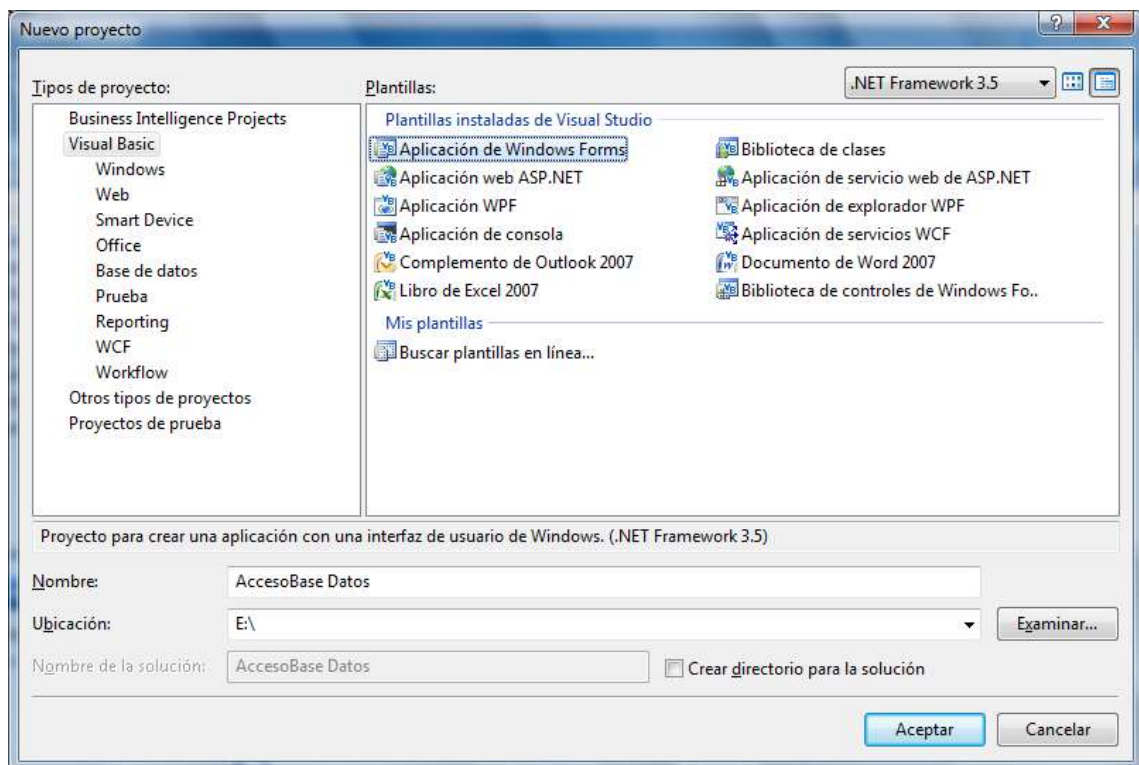 Nuevo proyecto
Tipos de proyecto:
Plantillas:
.NET Framework 3.5
Business Intelligence Projects
Visual Basic
Windows
Web
Smart Device
Office
Base de datos
Prueba
Reporting
WCF
Workflow
Otros tipos de proyectos
Proyectos de prueba
Plantillas instaladas de Visual Studio
Aplicación de Windows Forms
Biblioteca de clases
Aplicación web ASP.NET
Aplicación de servicio web de ASP.NET
Aplicación WPF
Aplicación de explorador WPF
Aplicación de consola
Aplicación de servicios WCF
Complemento de Outlook 2007
Documento de Word 2007
Libro de Excel 2007
Biblioteca de controles de Windows Fo..
Mis plantillas
Buscar plantillas en línea...
Proyecto para crear una aplicación con una interfaz de usuario de Windows. (.NET Framework 3.5)
Nombre:
AccesoBase Datos
Ubicación:
E:\
Examinar...
Nombre de la solución:
AccesoBase Datos
Crear directorio para la solución
Aceptar
Cancelar